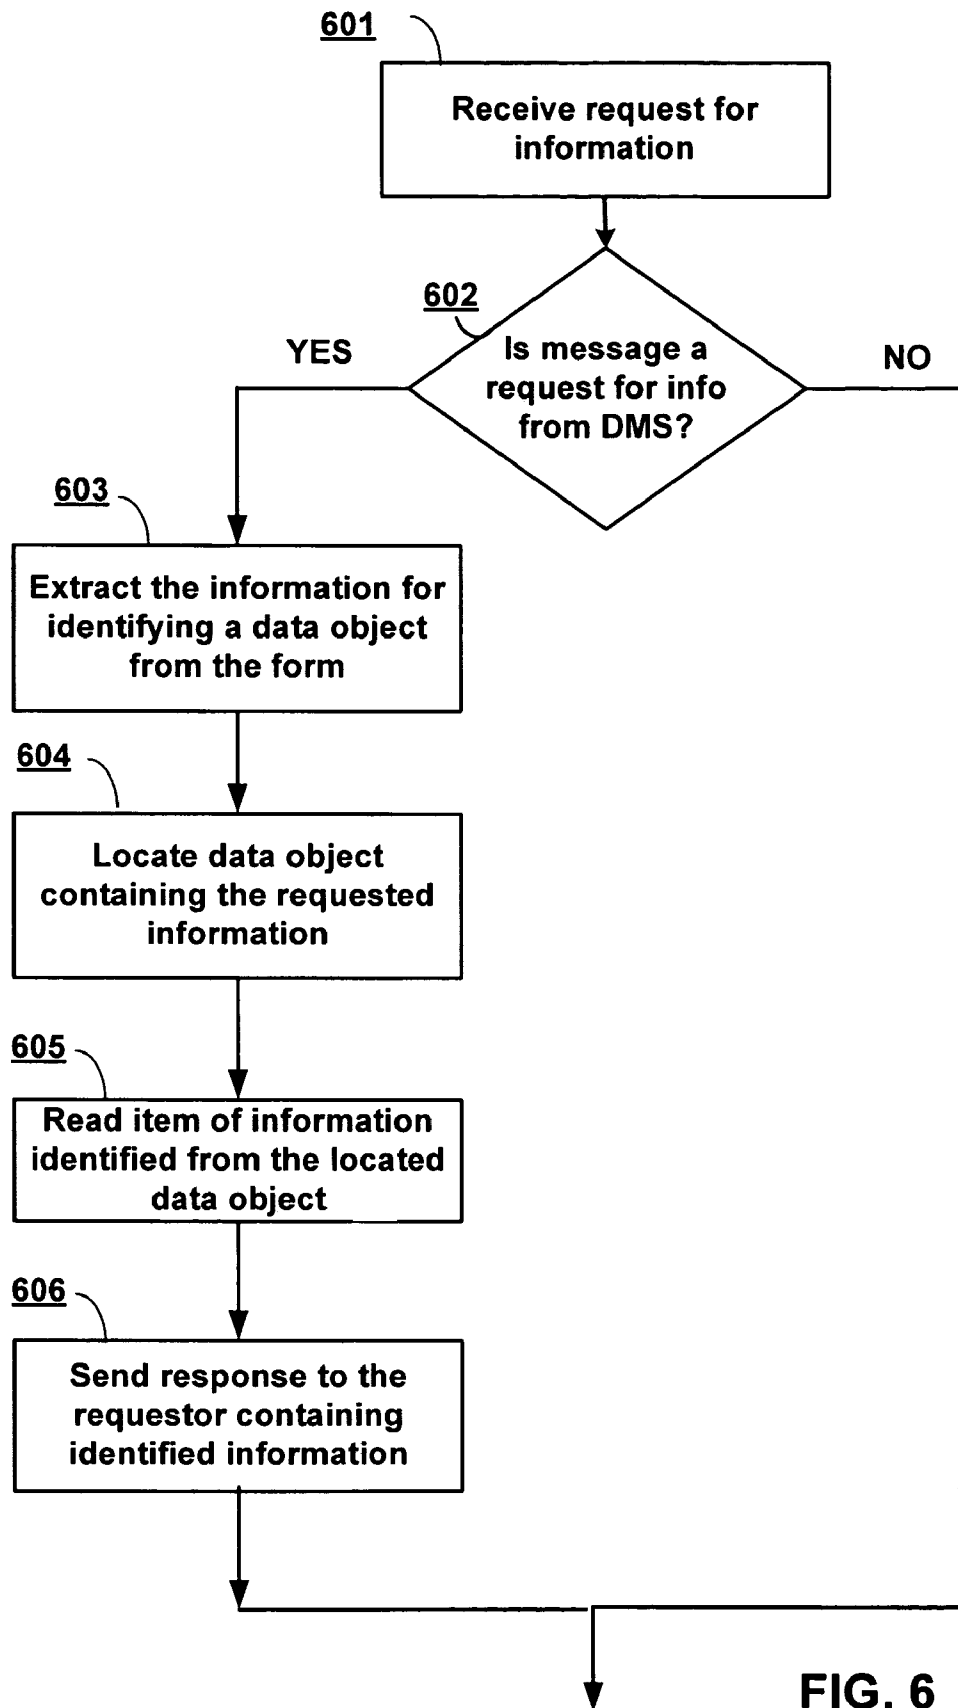 601
Receive request for
information
602
YES
Is message a
request for info
from DMS?
NO
603
Extract the information for
identifying a data object
from the form
604
Locate data object
containing the requested
information
605
Read item of information
identified from the located
data object
606
Send response to the
requestor containing
identified information
FIG. 6